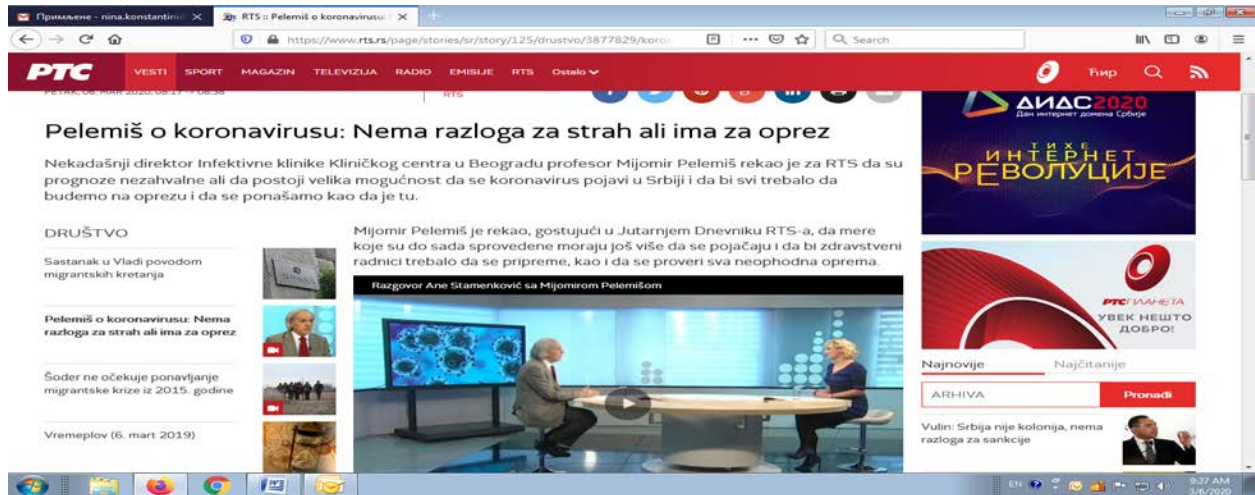 Примљене - nina.konstantini
RTS :: Pelemiš o koronavirusu:
https://www.rts.rs/page/stories/sr/story/125/drustvo/3877829/koro
Search
РТС VESTI SPORT MAGAZIN TELEVIZIJA RADIO EMISIJE RTS Ostalo Ћир
PETAK, 06. MAR 2020, 08:17 -> 08:38
RTS
Pelemiš o koronavirusu: Nema razloga za strah ali ima za oprez
Nekadašnji direktor Infektivne klinike Kliničkog centra u Beogradu profesor Mijomir Pelemiš rekao je za RTS da su
prognoze nezahvalne ali da postoji velika mogućnost da se koronavirus pojavi u Srbiji i da bi svi trebalo da
budemo na oprezu i da se ponašamo kao da je tu.
DRUŠTVO
Sastanak u Vladi povodom
migrantskih kretanja
Pelemiš o koronavirusu: Nema
razloga za strah ali ima za oprez
Šoder ne očekuje ponavljanje
migrantske krize iz 2015. godine
Vremeplov (6. mart 2019)
Mijomir Pelemiš je rekao, gostujući u Jutarnjem Dnevniku RTS-a, da mere
koje su do sada sprovedene moraju još više da se pojačaju i da bi zdravstveni
radnici trebalo da se pripreme, kao i da se proveri sva neophodna oprema.
Razgovor Ane Stamenković sa Mijomirom Pelemišom
ДИДС2020
Дан интернет домена Србије
ТИХЕ
ИНТЕРНЕТ
РЕВОЛУЦИЈЕ
РТСПЛАНЕТА
УВЕК НЕШТО
ДОБРО!
Najnovije Najčitanije
ARHIVA Pronađi
Vulin: Srbija nije kolonija, nema
razloga za sankcije
EN
9:27 AM
3/6/2020